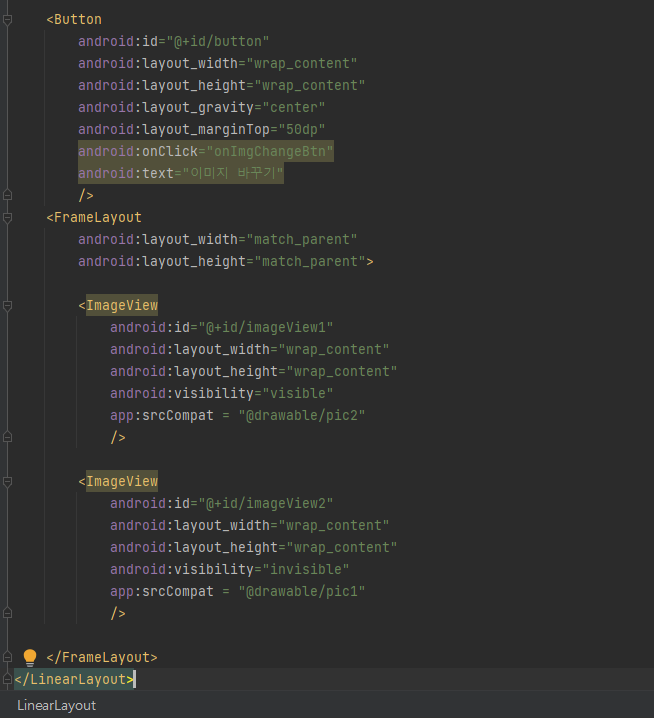 <Button
android:id="@+id/button"
android:layout_width="wrap_content"
android:layout_height="wrap_content"
android:layout_gravity="center"
android:layout_marginTop="50dp"
android:onClick="onImgChangeBtn"
android:text="이미지 바꾸기"
/>
<FrameLayout
android:layout_width="match_parent"
android:layout_height="match_parent">
<ImageView
android:id="@+id/imageView1"
android:layout_width="wrap_content"
android:layout_height="wrap_content"
android:visibility="visible"
app:srcCompat = "@drawable/pic2"
/>
<ImageView
android:id="@+id/imageView2"
android:layout_width="wrap_content"
android:layout_height="wrap_content"
android:visibility="invisible"
app:srcCompat = "@drawable/pic1"
/>
</FrameLayout>
</LinearLayout>
LinearLayout